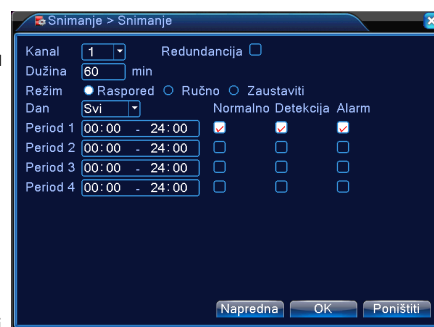 Snimanje > Snimanje
Kanal 1 Redundancija
Dužina 60 min
Režim Raspored Ručno Zaustaviti
Dan Svi Normalno Detekcija Alarm
Period 1 00:00 - 24:00
Period 2 00:00 - 24:00
Period 3 00:00 - 24:00
Period 4 00:00 - 24:00
Napredna OK Poništiti